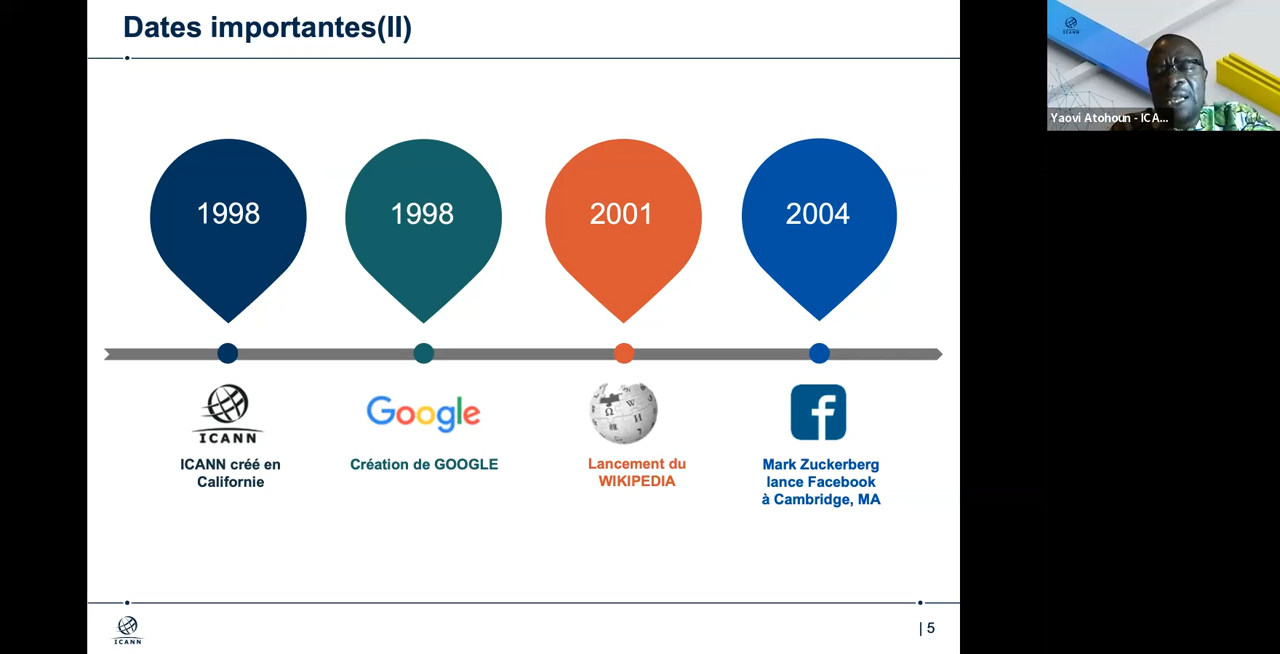 Dates importantes(II)
ICANN
Yaovi Atohoun - ICA...
1998
1998
2001
2004
ICANN
Google
Ω W И
f
ICANN créé en
Californie
Création de GOOGLE
Lancement du
WIKIPEDIA
Mark Zuckerberg
lance Facebook
à Cambridge, MA
ICANN
| 5